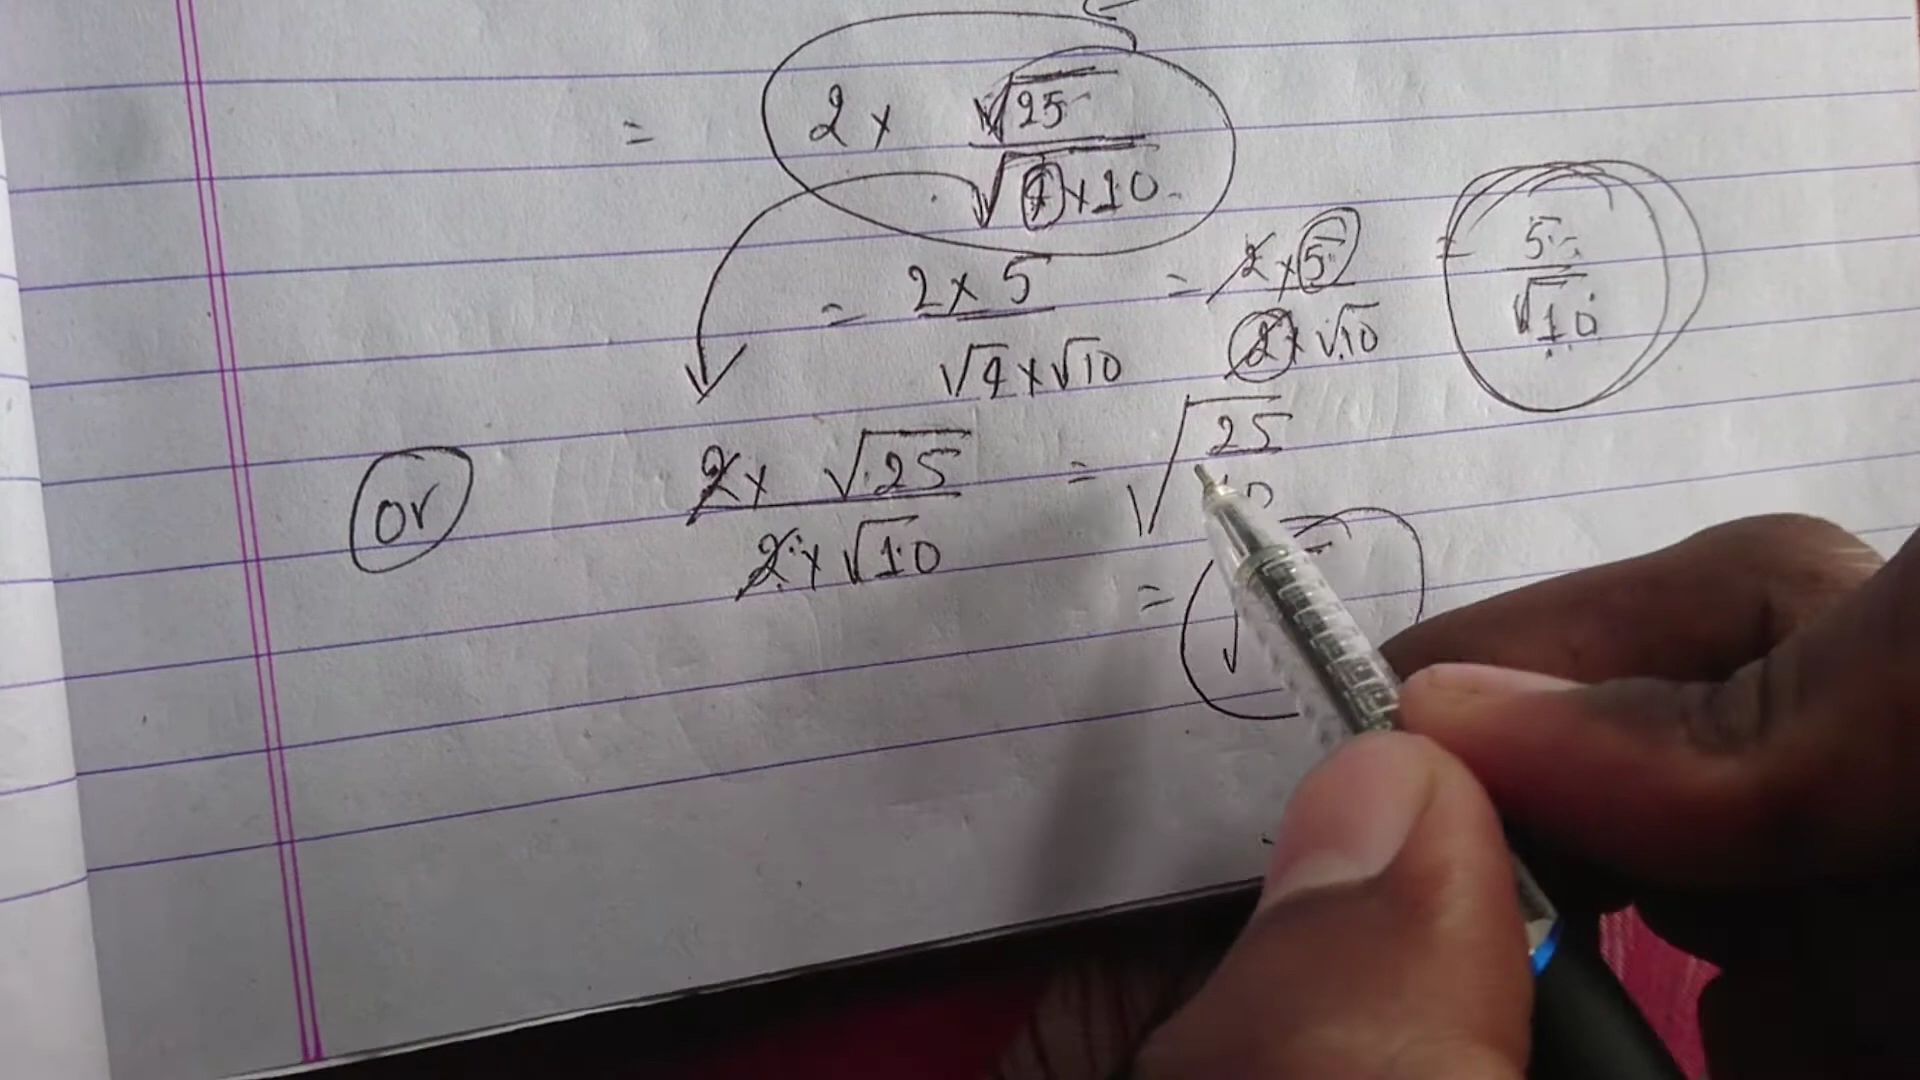 = 2 × √25 / √(4×10)
= 2 × 5 / √4 × √10 = 2 × 5 / 2 × √10 = 5 / √10
or 2 × √25 / 2 × √10 = √25
= √